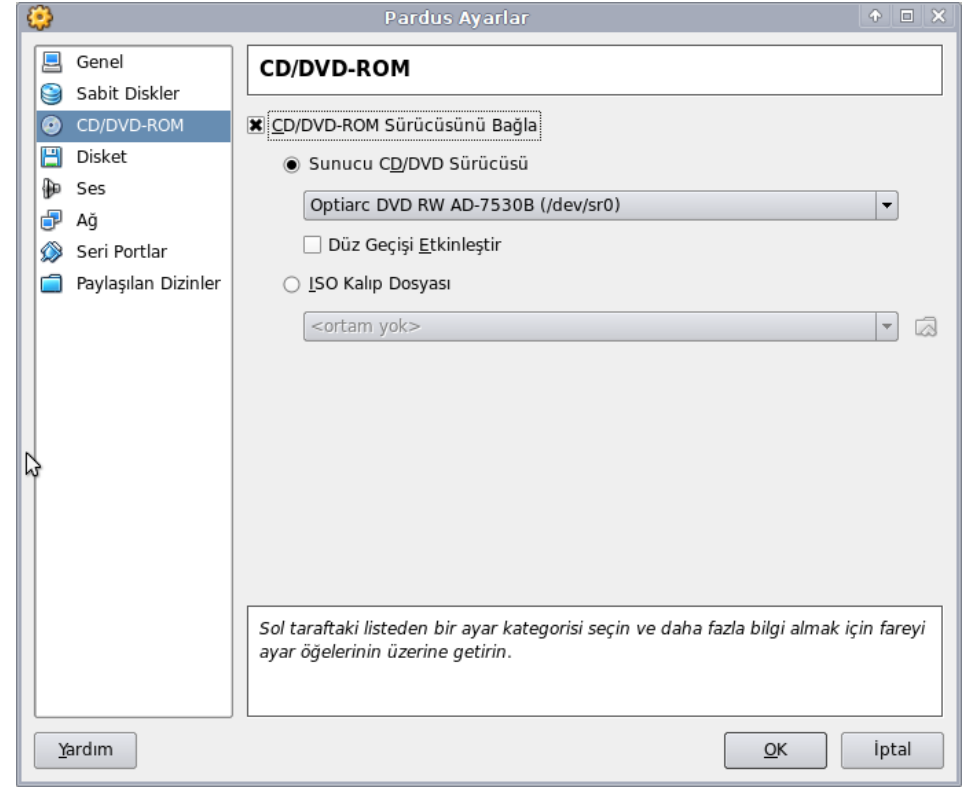 Pardus Ayarlar
Genel
Sabit Diskler
CD/DVD-ROM
Disket
Ses
Ağ
Seri Portlar
Paylaşılan Dizinler
CD/DVD-ROM
CD/DVD-ROM Sürücüsünü Bağla
Sunucu CD/DVD Sürücüsü
Optiarc DVD RW AD-7530B (/dev/sr0)
Düz Geçişi Etkinleştir
ISO Kalıp Dosyası
<ortam yok>
Sol taraftaki listeden bir ayar kategorisi seçin ve daha fazla bilgi almak için fareyi
ayar öğelerinin üzerine getirin.
Yardım
OK
İptal